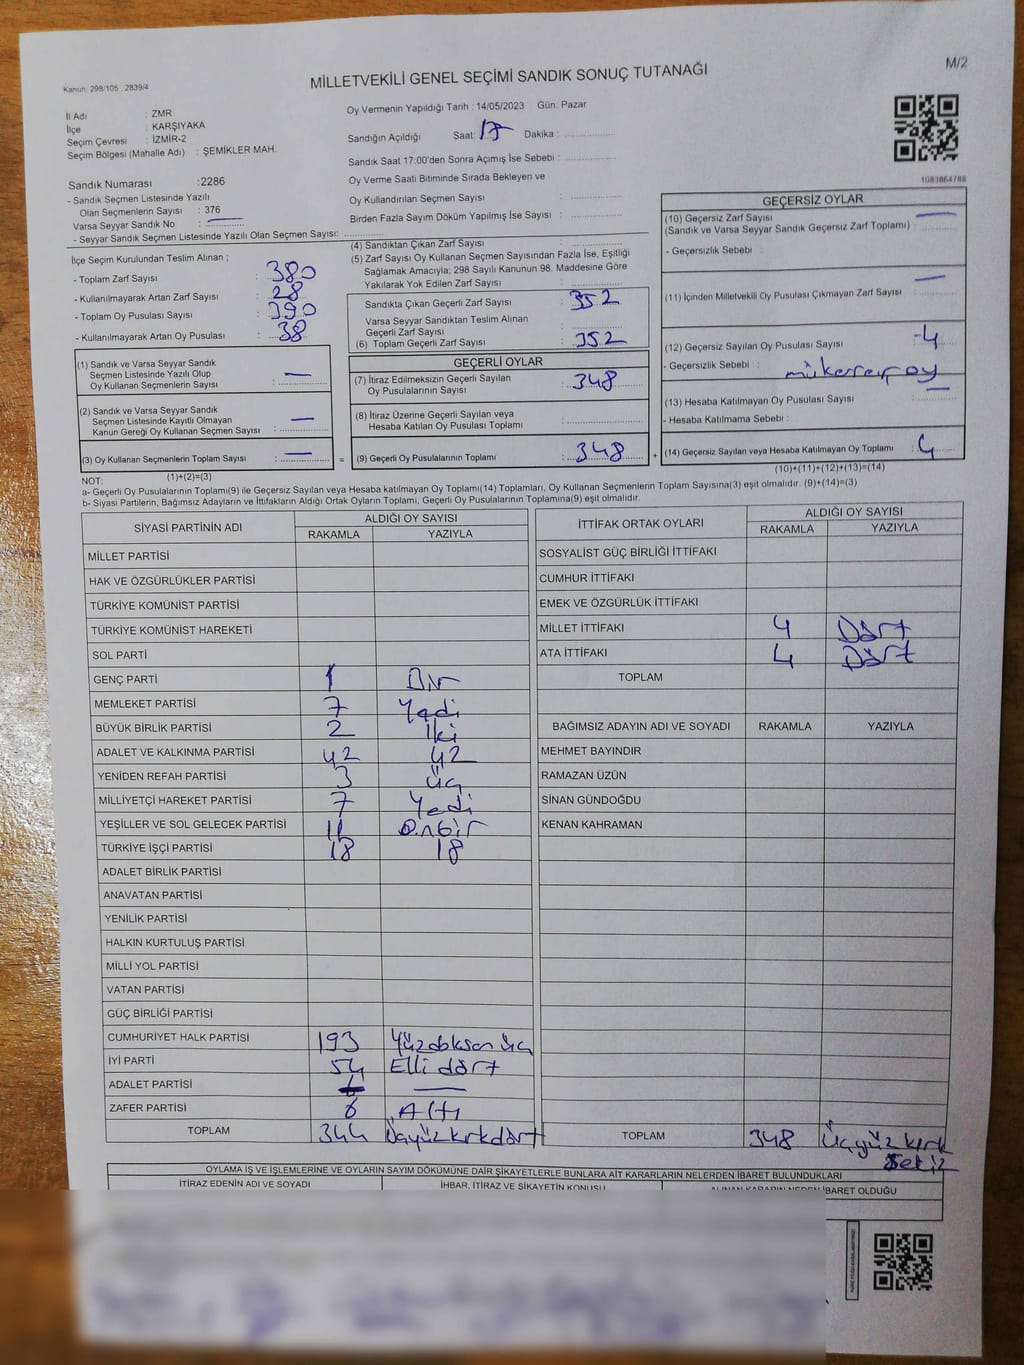 M/2
Kanun: 298/105 , 2839/4
MİLLETVEKİLİ GENEL SEÇİMİ SANDIK SONUÇ TUTANAĞI
İl Adı : ZMR
İlçe : KARŞIYAKA
Seçim Çevresi : İZMİR-2
Seçim Bölgesi (Mahalle Adı) : ŞEMİKLER MAH.
Oy Vermenin Yapıldığı Tarih : 14/05/2023 Gün: Pazar
Sandığın Açıldığı Saat: 17 Dakika :
Sandık Saat 17:00'den Sonra Açımış İse Sebebi :
Oy Verme Saati Bitiminde Sırada Bekleyen ve
Oy Kullandırılan Seçmen Sayısı :
Birden Fazla Sayım Döküm Yapılmış İse Sayısı :
1083864788
Sandık Numarası :2286
- Sandık Seçmen Listesinde Yazılı
Olan Seçmenlerin Sayısı : 376
Varsa Seyyar Sandık No : —
- Seyyar Sandık Seçmen Listesinde Yazılı Olan Seçmen Sayısı:
İlçe Seçim Kurulundan Teslim Alınan ;
- Toplam Zarf Sayısı : 380
- Kullanılmayarak Artan Zarf Sayısı : 28
- Toplam Oy Pusulası Sayısı : 390
- Kullanılmayarak Artan Oy Pusulası : 38
(1) Sandık ve Varsa Seyyar Sandık
Seçmen Listesinde Yazılı Olup
Oy Kullanan Seçmenlerin Sayısı : —
(2) Sandık ve Varsa Seyyar Sandık
Seçmen Listesinde Kayıtlı Olmayan
Kanun Gereği Oy Kullanan Seçmen Sayısı : —
(3) Oy Kullanan Seçmenlerin Toplam Sayısı : —
(1)+(2)=(3)
(4) Sandıktan Çıkan Zarf Sayısı :
(5) Zarf Sayısı Oy Kullanan Seçmen Sayısından Fazla İse, Eşitliği
Sağlamak Amacıyla; 298 Sayılı Kanunun 98. Maddesine Göre
Yakılarak Yok Edilen Zarf Sayısı :
Sandıkta Çıkan Geçerli Zarf Sayısı : 352
Varsa Seyyar Sandıktan Teslim Alınan
Geçerli Zarf Sayısı :
(6) Toplam Geçerli Zarf Sayısı : 352
GEÇERLİ OYLAR
(7) İtiraz Edilmeksizin Geçerli Sayılan
Oy Pusulalarının Sayısı : 348
(8) İtiraz Üzerine Geçerli Sayılan veya
Hesaba Katılan Oy Pusulası Toplamı :
= (9) Geçerli Oy Pusulalarının Toplamı : 348 +
GEÇERSİZ OYLAR
(10) Geçersiz Zarf Sayısı —
(Sandık ve Varsa Seyyar Sandık Geçersiz Zarf Toplamı) :
- Geçersizlik Sebebi :
(11) İçinden Milletvekili Oy Pusulası Çıkmayan Zarf Sayısı : —
(12) Geçersiz Sayılan Oy Pusulası Sayısı : -4
- Geçersizlik Sebebi : mükerrer oy
(13) Hesaba Katılmayan Oy Pusulası Sayısı : —
- Hesaba Katılmama Sebebi :
(14) Geçersiz Sayılan veya Hesaba Katılmayan Oy Toplamı : 4
(10)+(11)+(12)+(13)=(14)
NOT:
a- Geçerli Oy Pusulalarının Toplamı(9) ile Geçersiz Sayılan veya Hesaba Katılmayan Oy Toplamı(14) Toplamları, Oy Kullanan Seçmenlerin Toplam Sayısına(3) eşit olmalıdır. (9)+(14)=(3)
b- Siyasi Partilerin, Bağımsız Adayların ve İttifakların Aldığı Ortak Oyların Toplamı, Geçerli Oy Pusulalarının Toplamına(9) eşit olmalıdır.
SİYASİ PARTİNİN ADI ALDIĞI OY SAYISI
RAKAMLA YAZIYLA
MİLLET PARTİSİ
HAK VE ÖZGÜRLÜKLER PARTİSİ
TÜRKİYE KOMÜNİST PARTİSİ
TÜRKİYE KOMÜNİST HAREKETİ
SOL PARTİ
GENÇ PARTİ 1 Bir
MEMLEKET PARTİSİ 7 Yedi
BÜYÜK BİRLİK PARTİSİ 2 İki
ADALET VE KALKINMA PARTİSİ 42 42
YENİDEN REFAH PARTİSİ 3 Üç
MİLLİYETÇİ HAREKET PARTİSİ 7 Yedi
YEŞİLLER VE SOL GELECEK PARTİSİ 11 Onbir
TÜRKİYE İŞÇİ PARTİSİ 18 18
ADALET BİRLİK PARTİSİ
ANAVATAN PARTİSİ
YENİLİK PARTİSİ
HALKIN KURTULUŞ PARTİSİ
MİLLİ YOL PARTİSİ
VATAN PARTİSİ
GÜÇ BİRLİĞİ PARTİSİ
CUMHURİYET HALK PARTİSİ 193 Yüzdoksan üç
İYİ PARTİ 54 Elli dört
ADALET PARTİSİ —
ZAFER PARTİSİ 6 Altı
TOPLAM 344 Üçyüz kırkdört
İTTİFAK ORTAK OYLARI ALDIĞI OY SAYISI
RAKAMLA YAZIYLA
SOSYALİST GÜÇ BİRLİĞİ İTTİFAKI
CUMHUR İTTİFAKI
EMEK VE ÖZGÜRLÜK İTTİFAKI
MİLLET İTTİFAKI 4 Dört
ATA İTTİFAKI 4 Dört
TOPLAM
BAĞIMSIZ ADAYIN ADI VE SOYADI RAKAMLA YAZIYLA
MEHMET BAYINDIR
RAMAZAN ÜZÜN
SİNAN GÜNDOĞDU
KENAN KAHRAMAN
TOPLAM 348 Üçyüz kırk
sekiz
OYLAMA İŞ VE İŞLEMLERİNE VE OYLARIN SAYIM DÖKÜMÜNE DAİR ŞİKAYETLERLE BUNLARA AİT KARARLARIN NELERDEN İBARET BULUNDUKLARI
İTİRAZ EDENİN ADI VE SOYADI İHBAR, İTİRAZ VE ŞİKAYETİN KONUSU ALINAN KARARIN NEDEN İBARET OLDUĞU